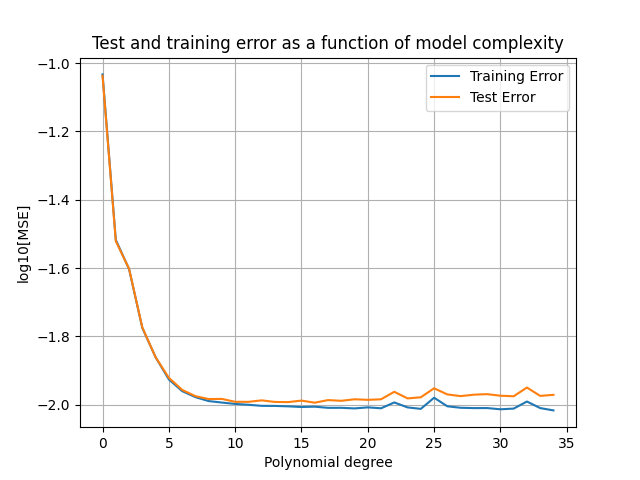 Test and training error as a function of model complexity
Training Error
Test Error
log10[MSE]
−1.0
−1.2
−1.4
−1.6
−1.8
−2.0
0 5 10 15 20 25 30 35
Polynomial degree